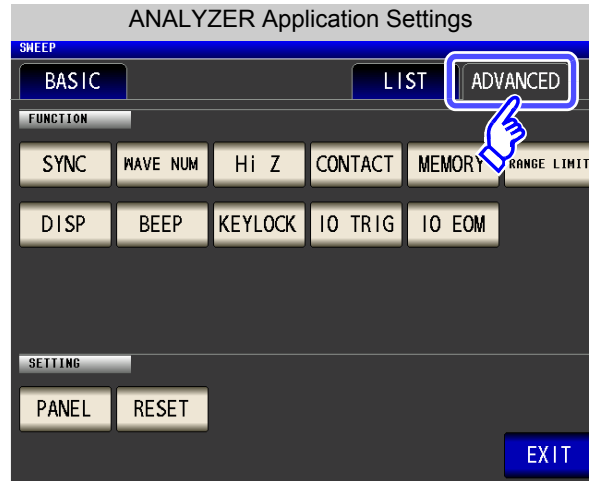 ANALYZER Application Settings
SWEEP
BASIC LIST ADVANCED
FUNCTION
SYNC WAVE NUM Hi Z CONTACT MEMORY RANGE LIMIT
DISP BEEP KEYLOCK IO TRIG IO EOM
SETTING
PANEL RESET
EXIT